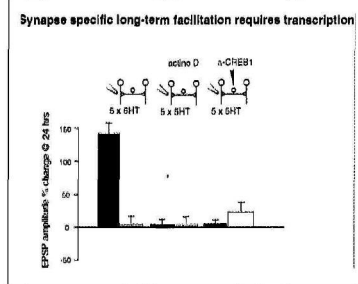 Synapse specific long-term facilitation requires transcription
actino D
a-CREB1
5 x 5HT 5 x 5HT 5 x 5HT
EPSP amplitude % change @ 24 hrs
150
100
50
0
-50